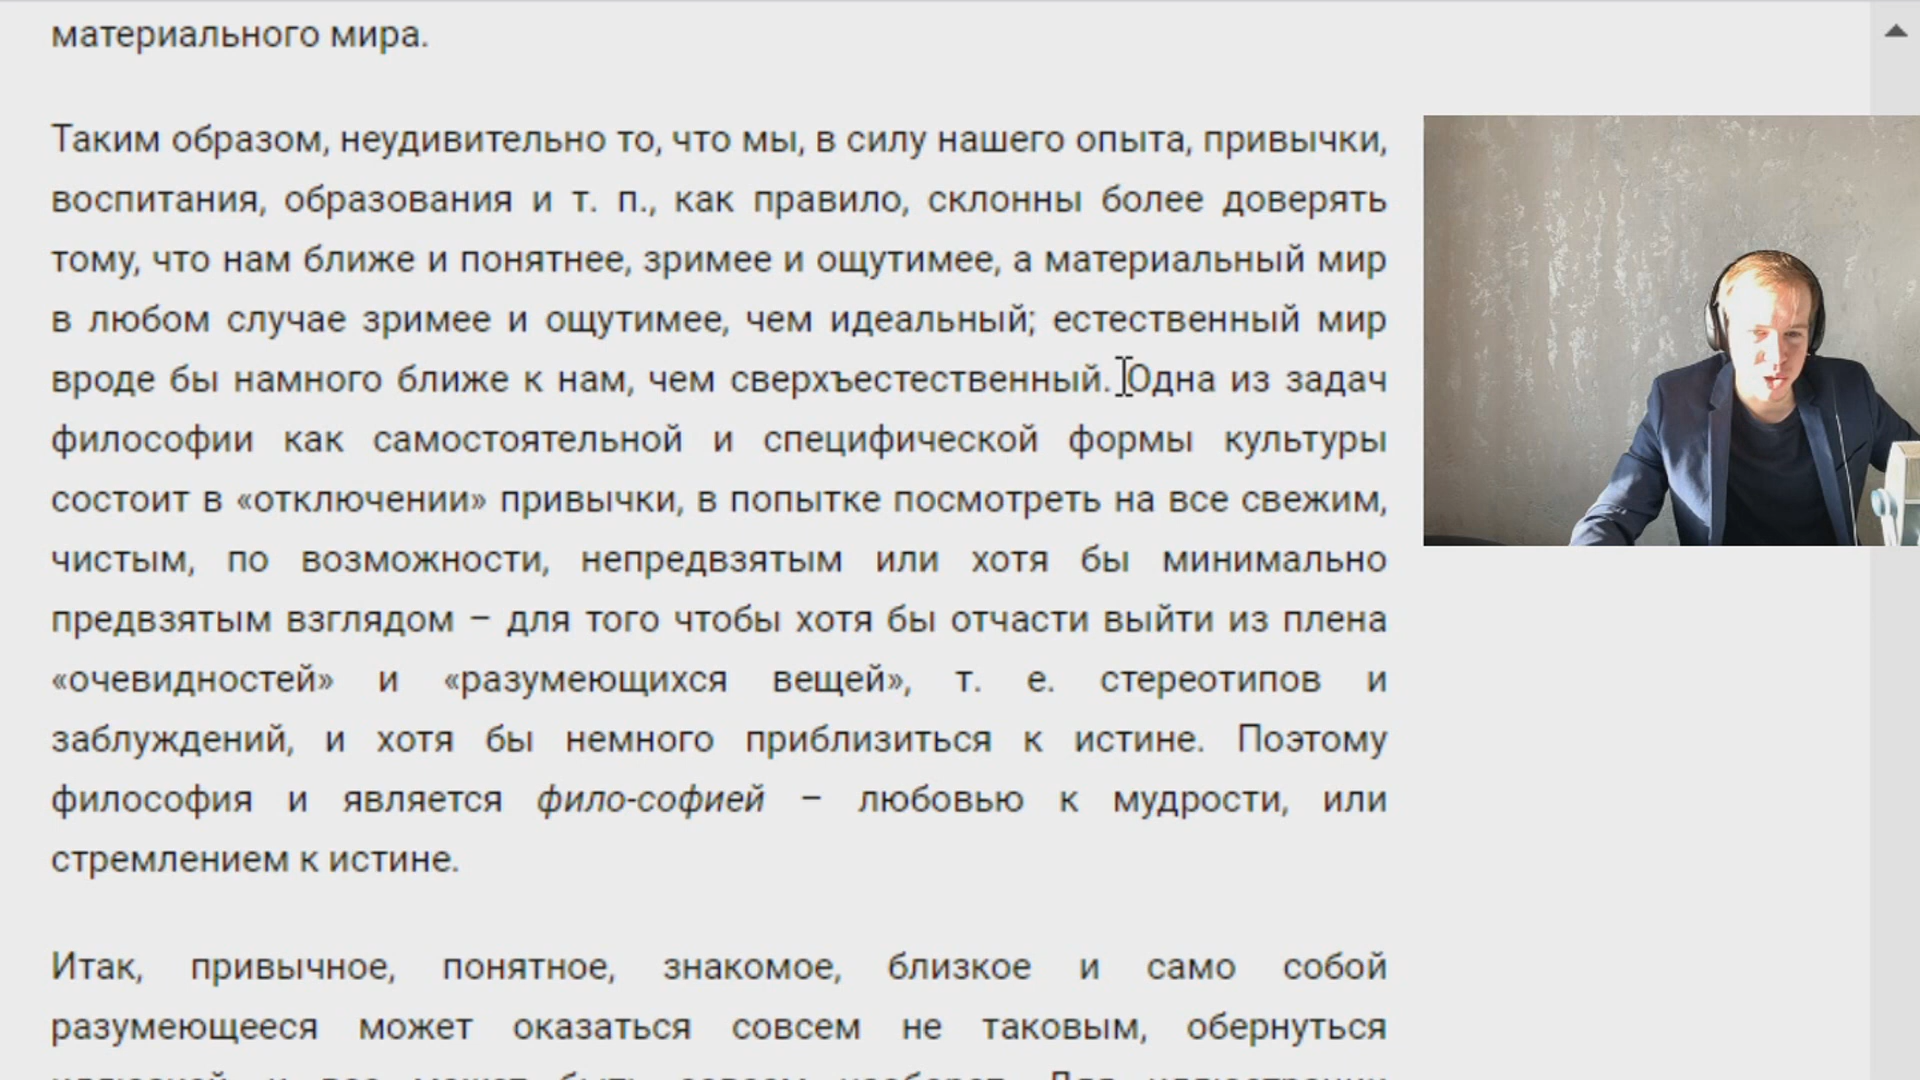 материального мира.
Таким образом, неудивительно то, что мы, в силу нашего опыта, привычки,
воспитания, образования и т. п., как правило, склонны более доверять
тому, что нам ближе и понятнее, зримее и ощутимее, а материальный мир
в любом случае зримее и ощутимее, чем идеальный; естественный мир
вроде бы намного ближе к нам, чем сверхъестественный. Одна из задач
философии как самостоятельной и специфической формы культуры
состоит в «отключении» привычки, в попытке посмотреть на все свежим,
чистым, по возможности, непредвзятым или хотя бы минимально
предвзятым взглядом – для того чтобы хотя бы отчасти выйти из плена
«очевидностей» и «разумеющихся вещей», т. е. стереотипов и
заблуждений, и хотя бы немного приблизиться к истине. Поэтому
философия и является фило-софией – любовью к мудрости, или
стремлением к истине.
Итак, привычное, понятное, знакомое, близкое и само собой
разумеющееся может оказаться совсем не таковым, обернуться